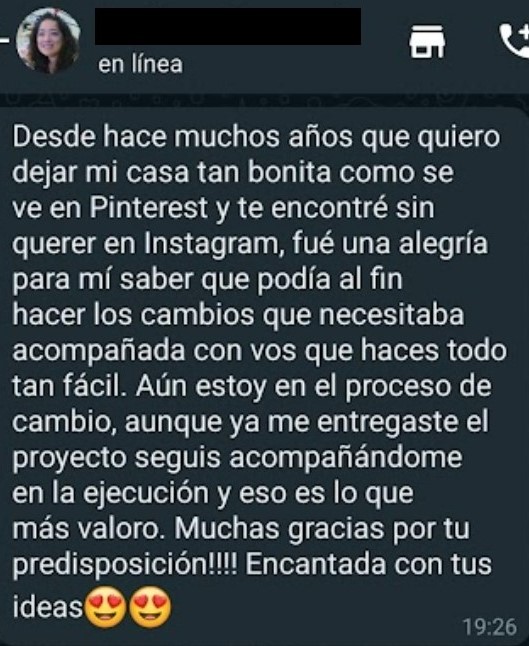 en línea
Desde hace muchos años que quiero
dejar mi casa tan bonita como se
ve en Pinterest y te encontré sin
querer en Instagram, fué una alegría
para mí saber que podía al fin
hacer los cambios que necesitaba
acompañada con vos que haces todo
tan fácil. Aún estoy en el proceso de
cambio, aunque ya me entregaste el
proyecto seguis acompañándome
en la ejecución y eso es lo que
más valoro. Muchas gracias por tu
predisposición!!!! Encantada con tus
ideas😍😍
19:26